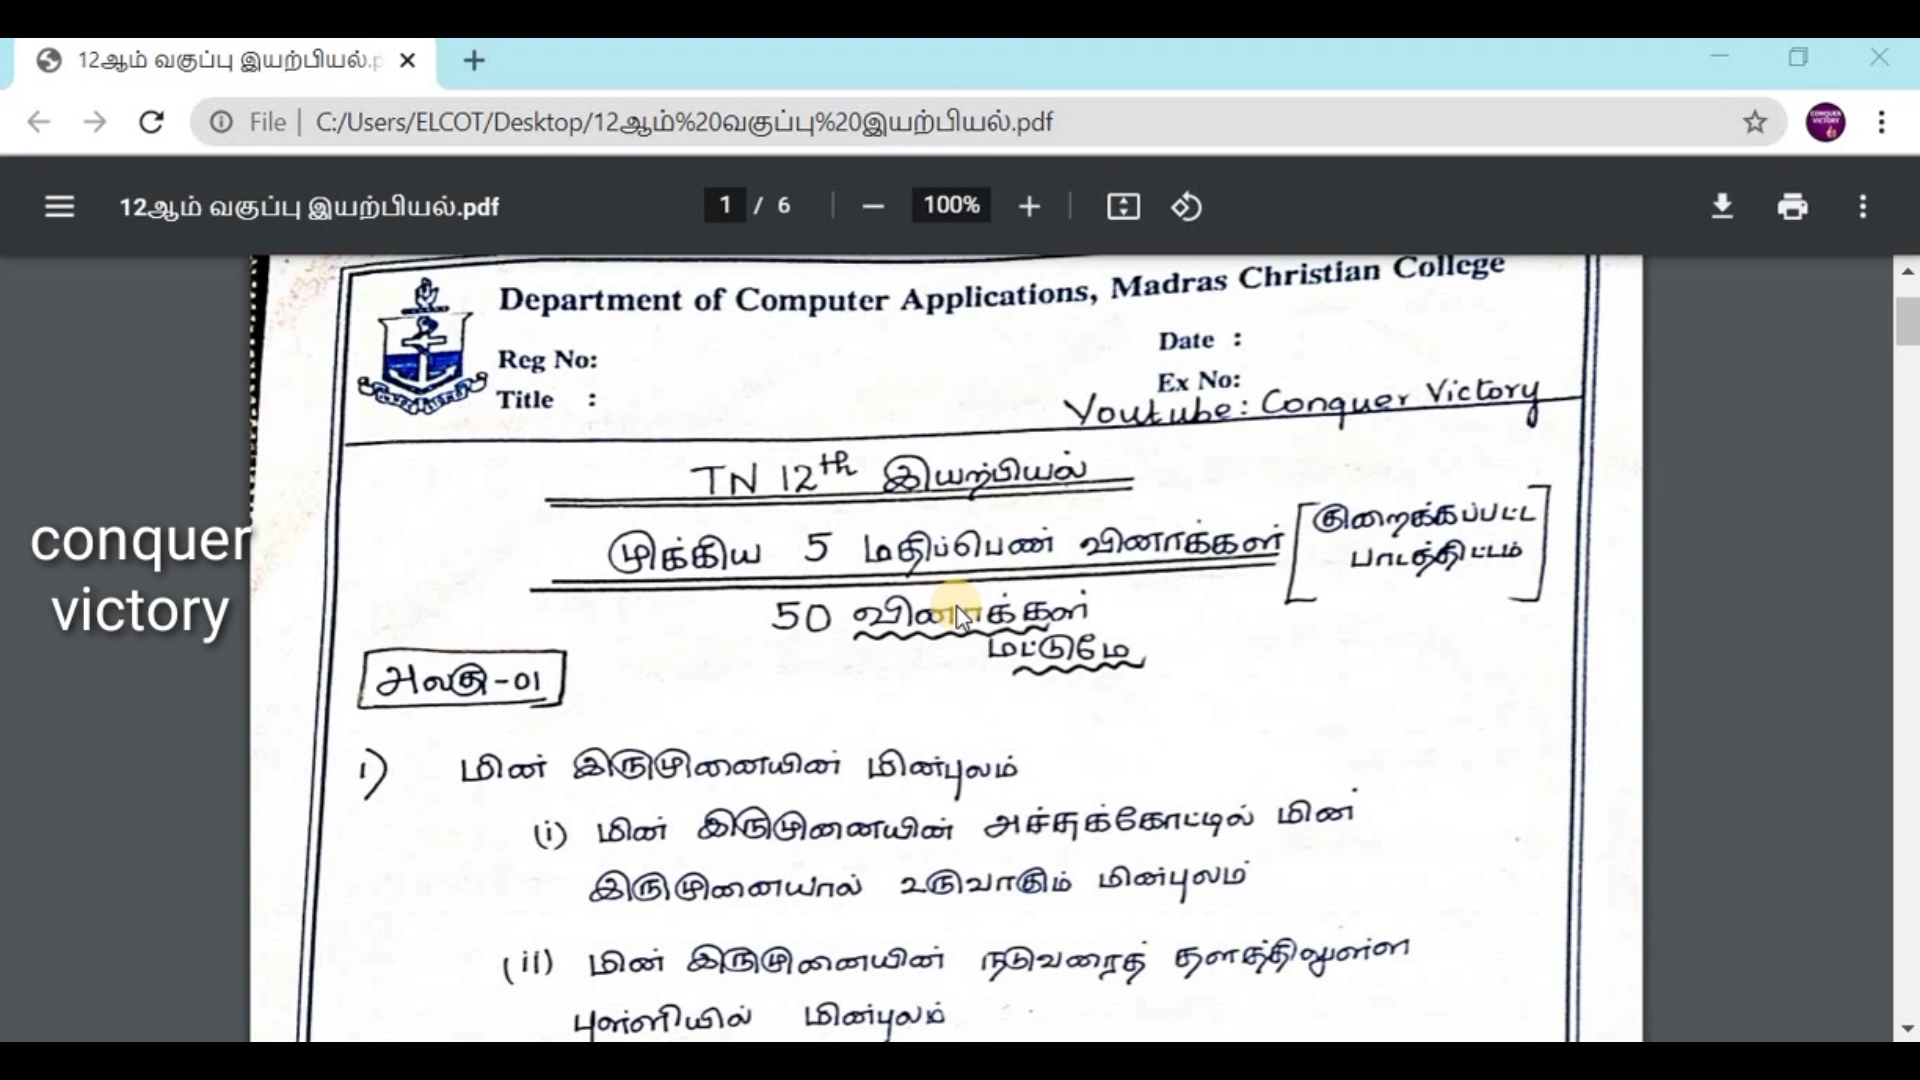 12ஆம் வகுப்பு இயற்பியல்.p
File | C:/Users/ELCOT/Desktop/12ஆம்%20வகுப்பு%20இயற்பியல்.pdf
CONQUER VICTORY
12ஆம் வகுப்பு இயற்பியல்.pdf 1 / 6 100%
Department of Computer Applications, Madras Christian College
Date :
Reg No:
Ex No:
Title :
Youtube: Conquer Victory
TN 12th இயற்பியல்
முக்கிய 5 மதிப்பெண் வினாக்கள் [குறைக்கப்பட்ட
பாடத்திட்டம்]
50 வினாக்கள்
மட்டுமே
conquer
victory
அலகு-01
1) மின் இருமுனையின் மின்புலம்
(i) மின் இருமுனையின் அச்சுக்கோட்டில் மின்
இருமுனையால் உருவாகும் மின்புலம்
(ii) மின் இருமுனையின் நடுவரைத் தளத்திலுள்ள
புள்ளியில் மின்புலம்